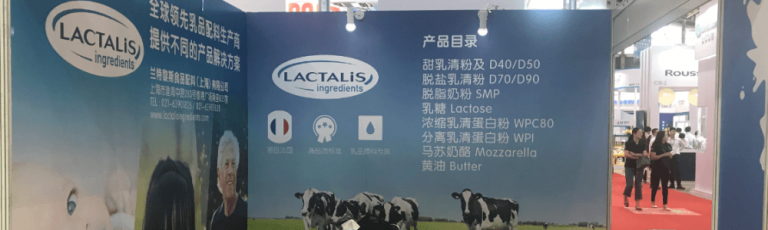 LACTALIS
ingredients
全球领先乳品配料生产商
提供不同的产品解决方案
LACTALIS
ingredients
产品目录
甜乳清粉及 D40/D50
脱盐乳清粉 D70/D90
脱脂奶粉 SMP
乳糖 Lactose
浓缩乳清蛋白粉 WPC80
分离乳清蛋白粉 WPI
马苏奶酪 Mozzarella
黄油 Butter